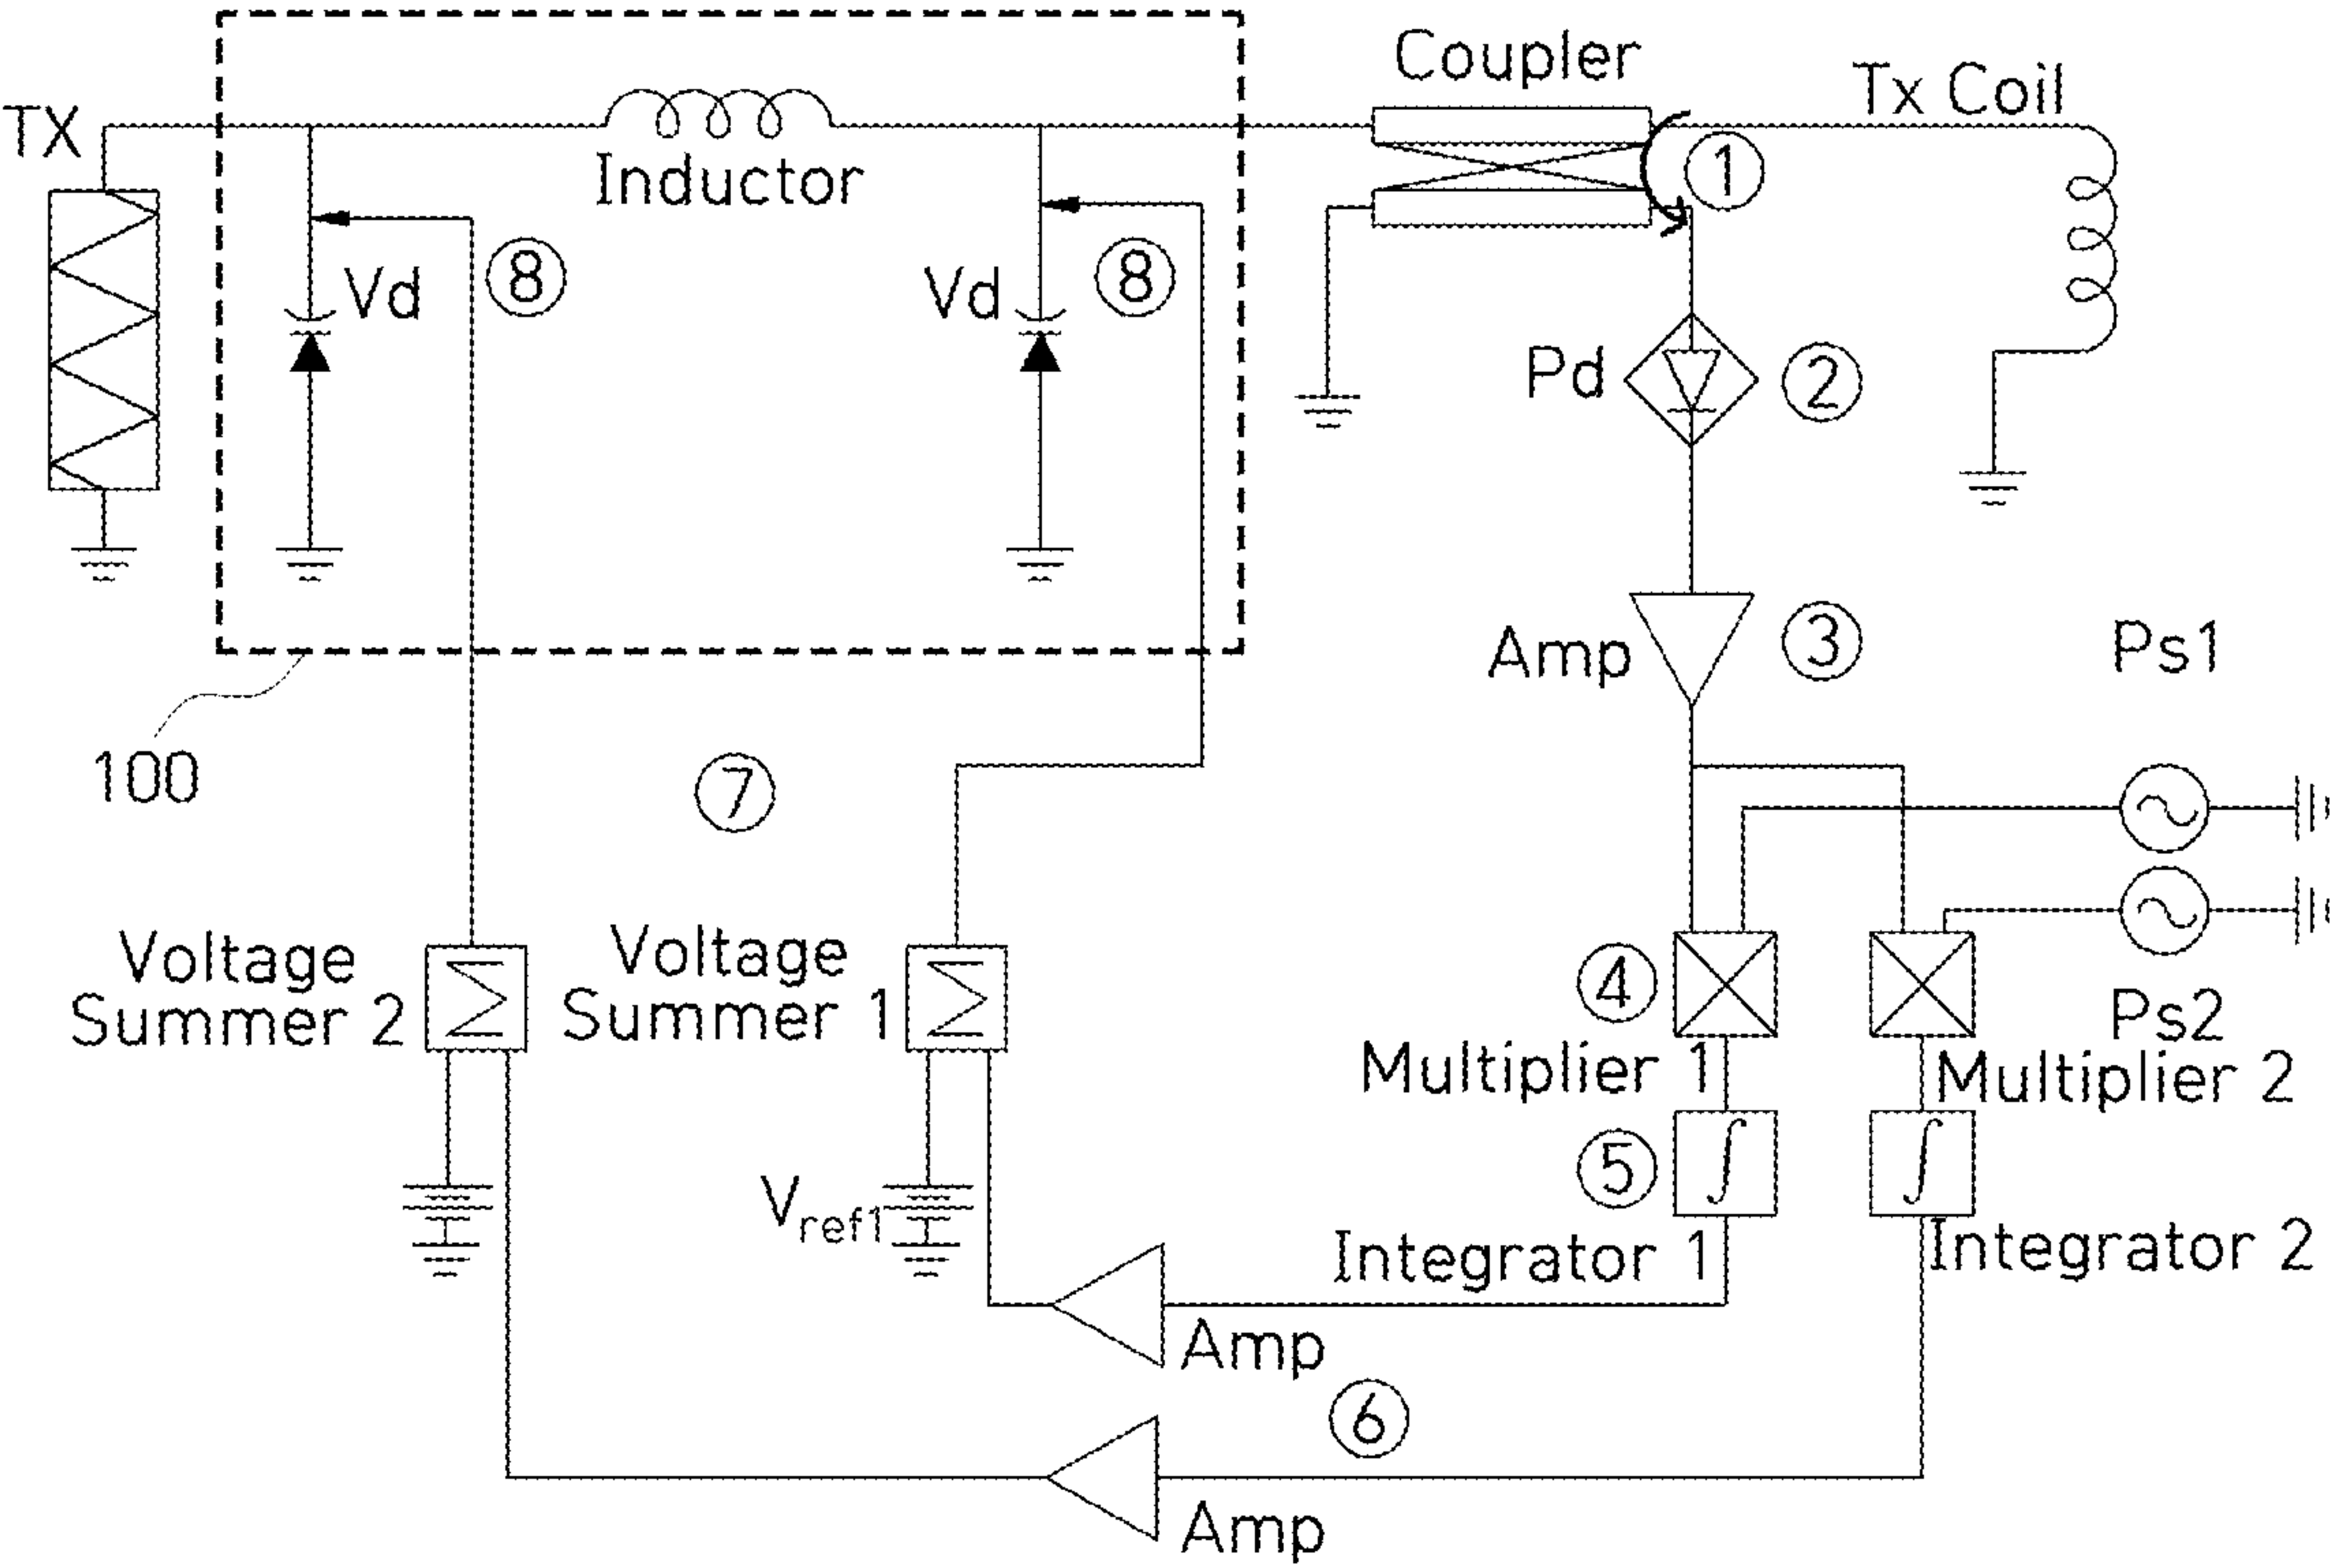 Coupler
TX
Tx Coil
Inductor
①
Vd
⑧
Vd
⑧
Pd
②
Amp
③
Ps1
100
⑦
Voltage
Summer 2
Voltage
Summer 1
④
Ps2
Multiplier 1
Multiplier 2
⑤
Vref1
Integrator 1
Integrator 2
Amp
⑥
Amp